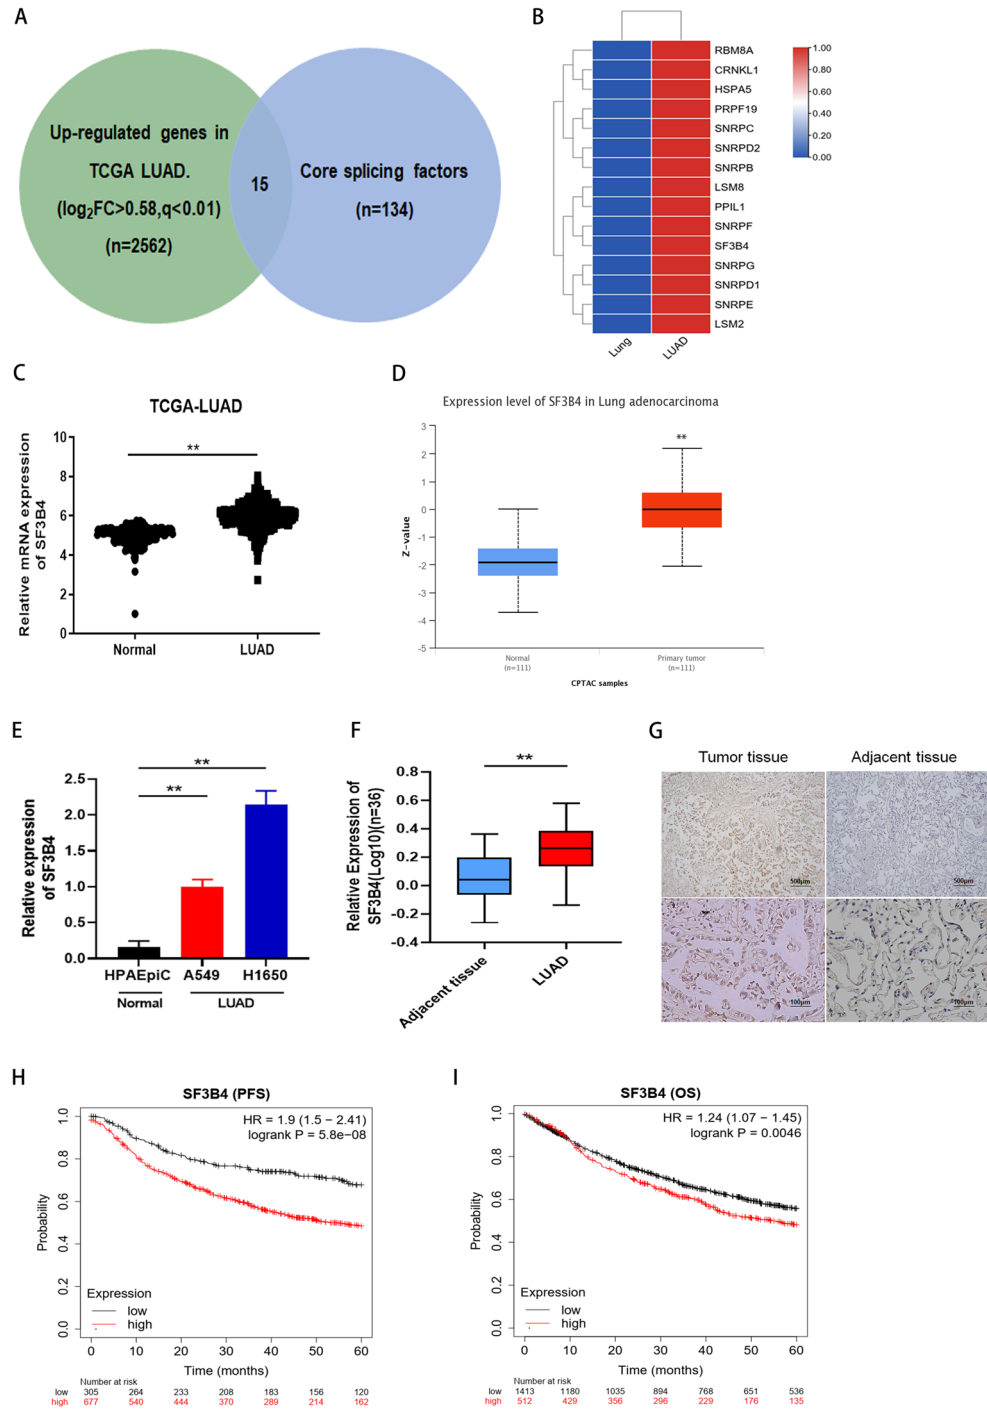 A
Up-regulated genes in
TCGA LUAD.
(log₂FC>0.58,q<0.01)
(n=2562)
15
Core splicing factors
(n=134)
B
RBM8A
CRNKL1
HSPA5
PRPF19
SNRPC
SNRPD2
SNRPB
LSM8
PPIL1
SNRPF
SF3B4
SNRPG
SNRPD1
SNRPE
LSM2
Lung
LUAD
1.00
0.80
0.60
0.40
0.20
0.00
C
TCGA-LUAD
**
Relative mRNA expression
of SF3B4
10
8
6
4
2
0
Normal
LUAD
D
Expression level of SF3B4 in Lung adenocarcinoma
**
Z-value
3
2
1
0
-1
-2
-3
-4
-5
Normal
(n=111)
Primary tumor
(n=111)
CPTAC samples
E
**
**
Relative expression
of SF3B4
2.5
2.0
1.5
1.0
0.5
0.0
HPAEpiC A549 H1650
Normal LUAD
F
**
Relative Expression of
SF3B4(Log10)(n=36)
0.8
0.6
0.4
0.2
0.0
-0.2
-0.4
Adjacent tissue
LUAD
G
Tumor tissue
Adjacent tissue
500μm
500μm
100μm
100μm
H
SF3B4 (PFS)
HR = 1.9 (1.5 − 2.41)
logrank P = 5.8e−08
Probability
1.0
0.8
0.6
0.4
0.2
0.0
Expression
low
high
0 10 20 30 40 50 60
Time (months)
Number at risk
low 305 264 233 208 183 156 120
high 677 540 444 370 289 214 162
I
SF3B4 (OS)
HR = 1.24 (1.07 − 1.45)
logrank P = 0.0046
Probability
1.0
0.8
0.6
0.4
0.2
0.0
Expression
low
high
0 10 20 30 40 50 60
Time (months)
Number at risk
low 1413 1180 1035 894 768 651 536
high 512 429 356 296 229 176 135